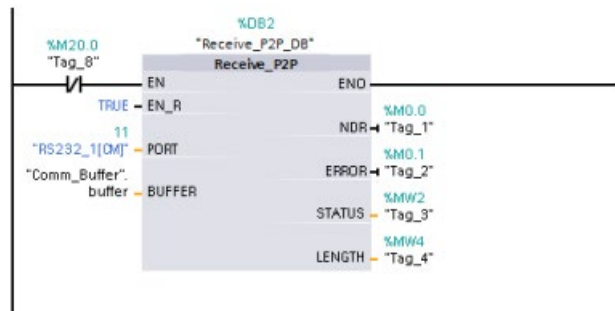 %DB2
"Receive_P2P_DB"
%M20.0
"Tag_8"
Receive_P2P
EN
ENO
TRUE
EN_R
%M0.0
NDR
"Tag_1"
11
"RS232_1[CM]"
PORT
%M0.1
ERROR
"Tag_2"
"Comm_Buffer".
buffer
BUFFER
%MW2
STATUS
"Tag_3"
%MW4
LENGTH
"Tag_4"